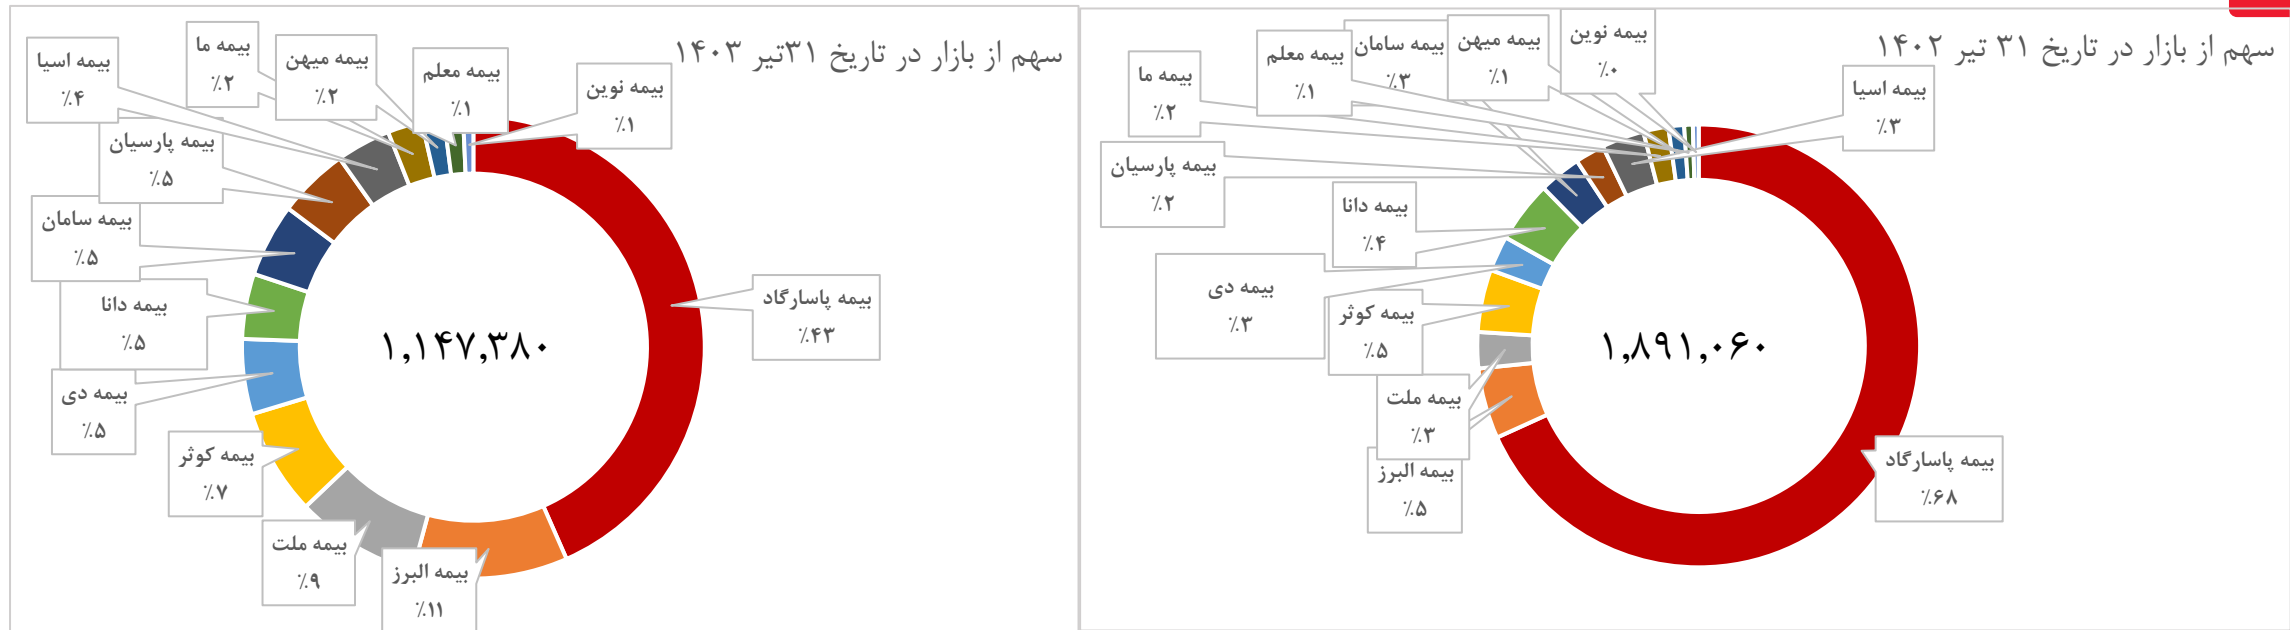 سهم از بازار در تاریخ ۳۱ تیر ۱۴۰۲
بیمه نوین
٪۰
بیمه میهن
٪۱
بیمه سامان
٪۳
بیمه معلم
٪۱
بیمه ما
٪۲
بیمه اسیا
٪۳
بیمه پارسیان
٪۲
بیمه دانا
٪۴
بیمه دی
٪۳
بیمه کوثر
٪۵
بیمه ملت
٪۳
بیمه البرز
٪۵
بیمه پاسارگاد
٪۶۸
۱,۸۹۱,۰۶۰
سهم از بازار در تاریخ ۳۱تیر ۱۴۰۳
بیمه نوین
٪۱
بیمه معلم
٪۱
بیمه میهن
٪۲
بیمه ما
٪۲
بیمه اسیا
٪۴
بیمه پارسیان
٪۵
بیمه سامان
٪۵
بیمه دانا
٪۵
بیمه دی
٪۵
بیمه کوثر
٪۷
بیمه ملت
٪۹
بیمه البرز
٪۱۱
بیمه پاسارگاد
٪۴۳
۱,۱۴۷,۳۸۰